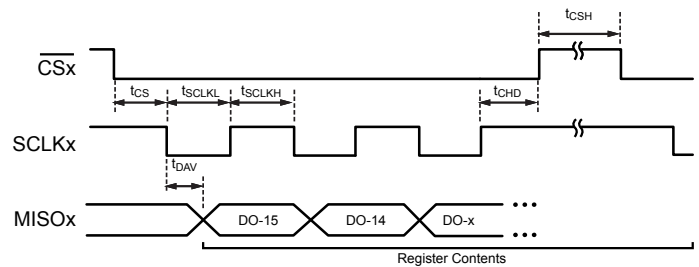 tCSH
CSx
tCS tSCLKL tSCLKH tCHD
SCLKx
tDAV
MISOx DO-15 DO-14 DO-x •••
•••
Register Contents